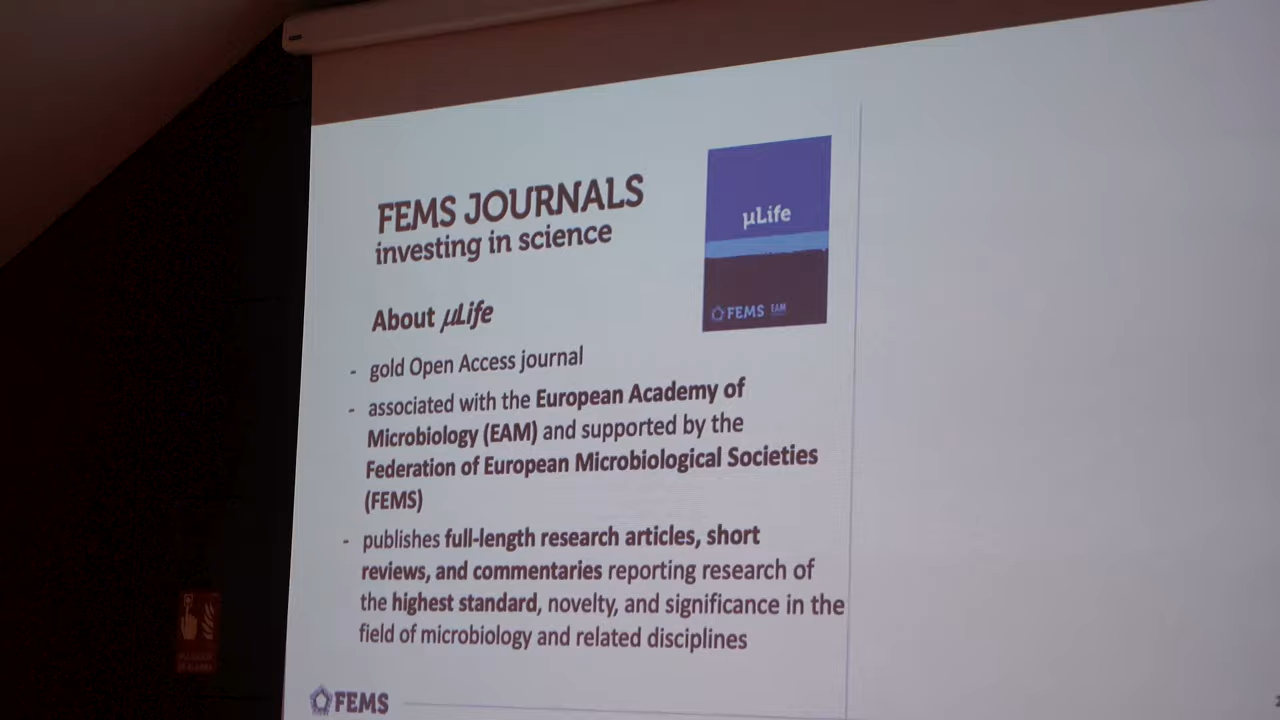 FEMS JOURNALS
investing in science
µLife
FEMS EAM
About µLife
- gold Open Access journal
- associated with the European Academy of
Microbiology (EAM) and supported by the
Federation of European Microbiological Societies
(FEMS)
- publishes full-length research articles, short
reviews, and commentaries reporting research of
the highest standard, novelty, and significance in the
field of microbiology and related disciplines
FEMS